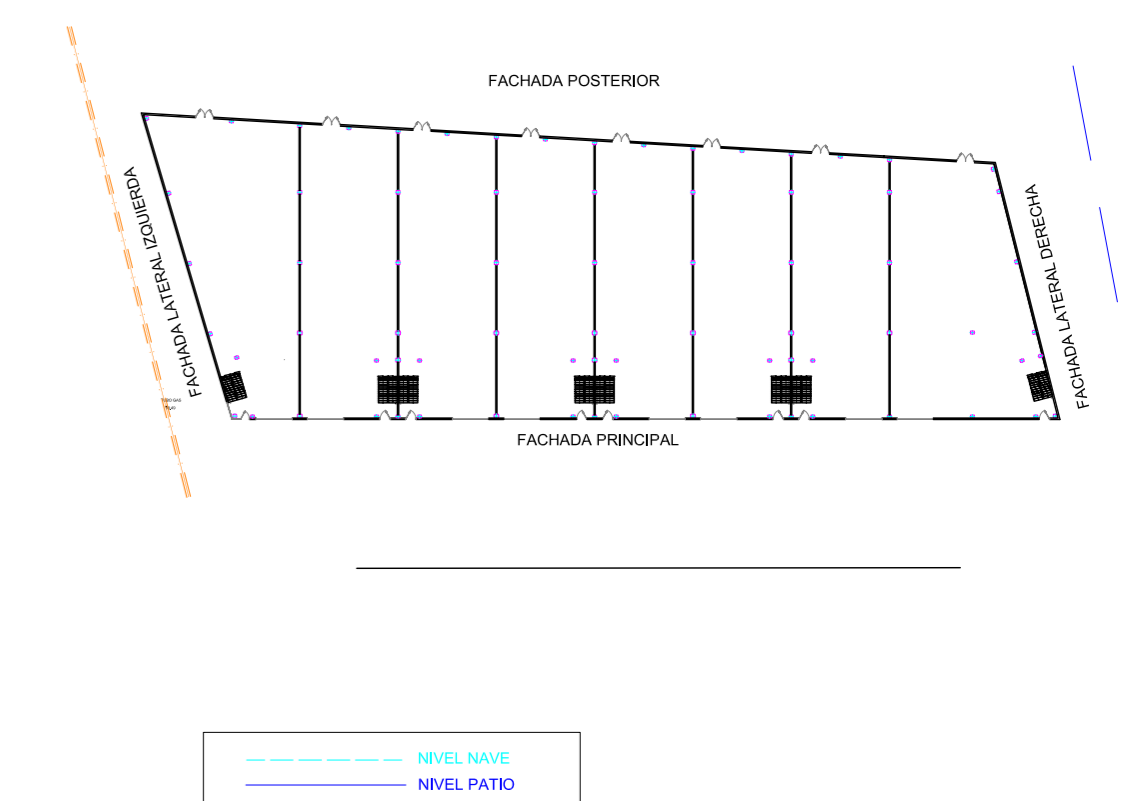 FACHADA POSTERIOR
FACHADA LATERAL IZQUIERDA
FACHADA LATERAL DERECHA
FACHADA PRINCIPAL
NIVEL NAVE
NIVEL PATIO